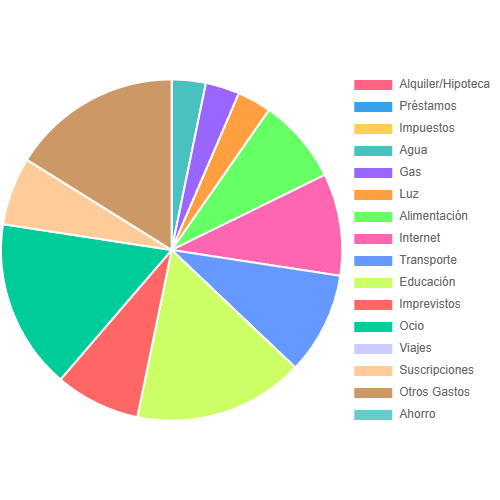 Alquiler/Hipoteca
Préstamos
Impuestos
Agua
Gas
Luz
Alimentación
Internet
Transporte
Educación
Imprevistos
Ocio
Viajes
Suscripciones
Otros Gastos
Ahorro